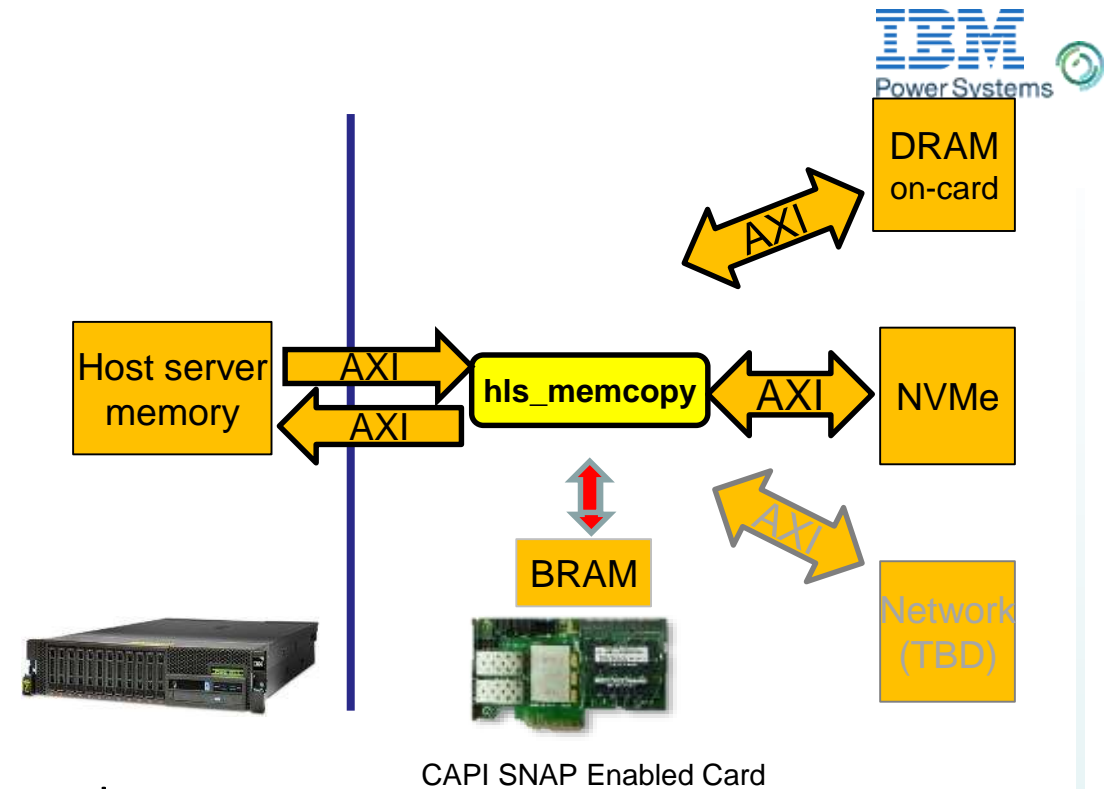 IBM
Power Systems
DRAM
on-card
AXI
Host server
memory
AXI
AXI
hls_memcopy
AXI
NVMe
AXI
BRAM
Network
(TBD)
CAPI SNAP Enabled Card